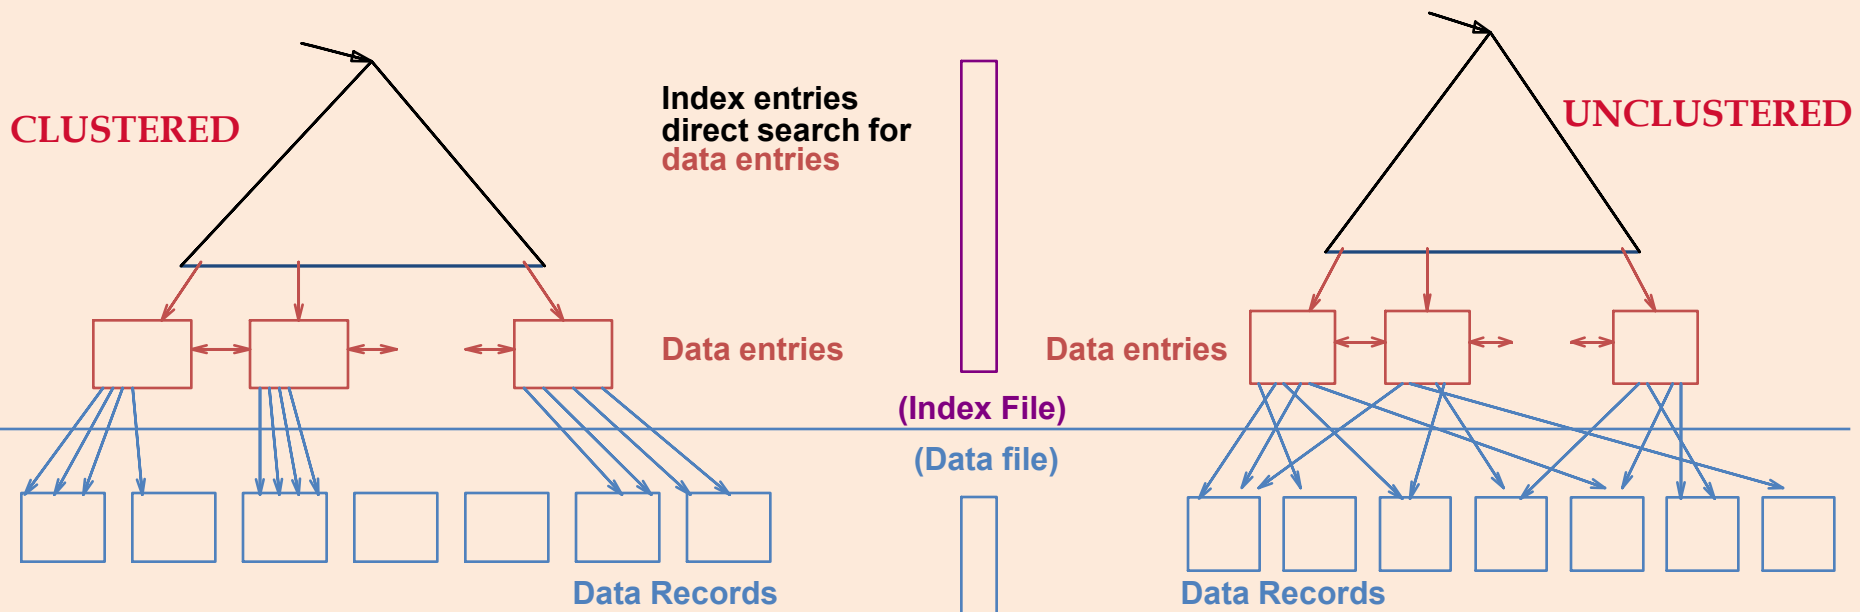 CLUSTERED
Index entries
direct search for
data entries
UNCLUSTERED
Data entries
Data entries
(Index File)
(Data file)
Data Records
Data Records